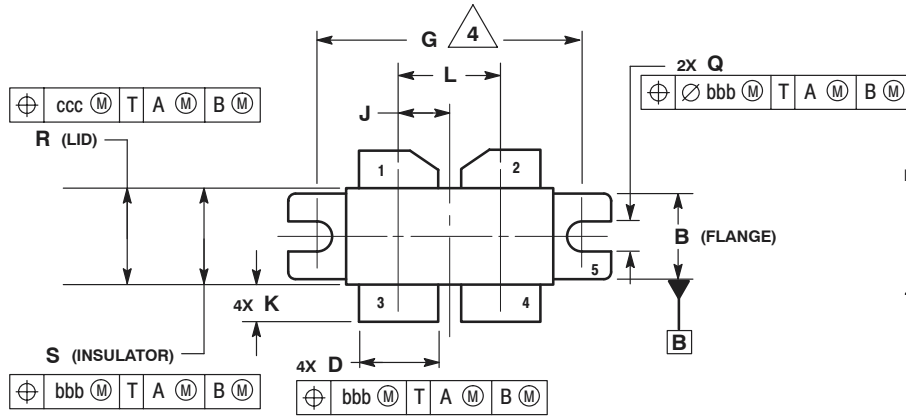 4
G
L
2X Q
⌖ ∅ bbb Ⓜ T A Ⓜ B Ⓜ
⌖ ccc Ⓜ T A Ⓜ B Ⓜ
J
R (LID)
1
2
B (FLANGE)
5
4X K
3
4
B
S (INSULATOR)
4X D
⌖ bbb Ⓜ T A Ⓜ B Ⓜ
⌖ bbb Ⓜ T A Ⓜ B Ⓜ